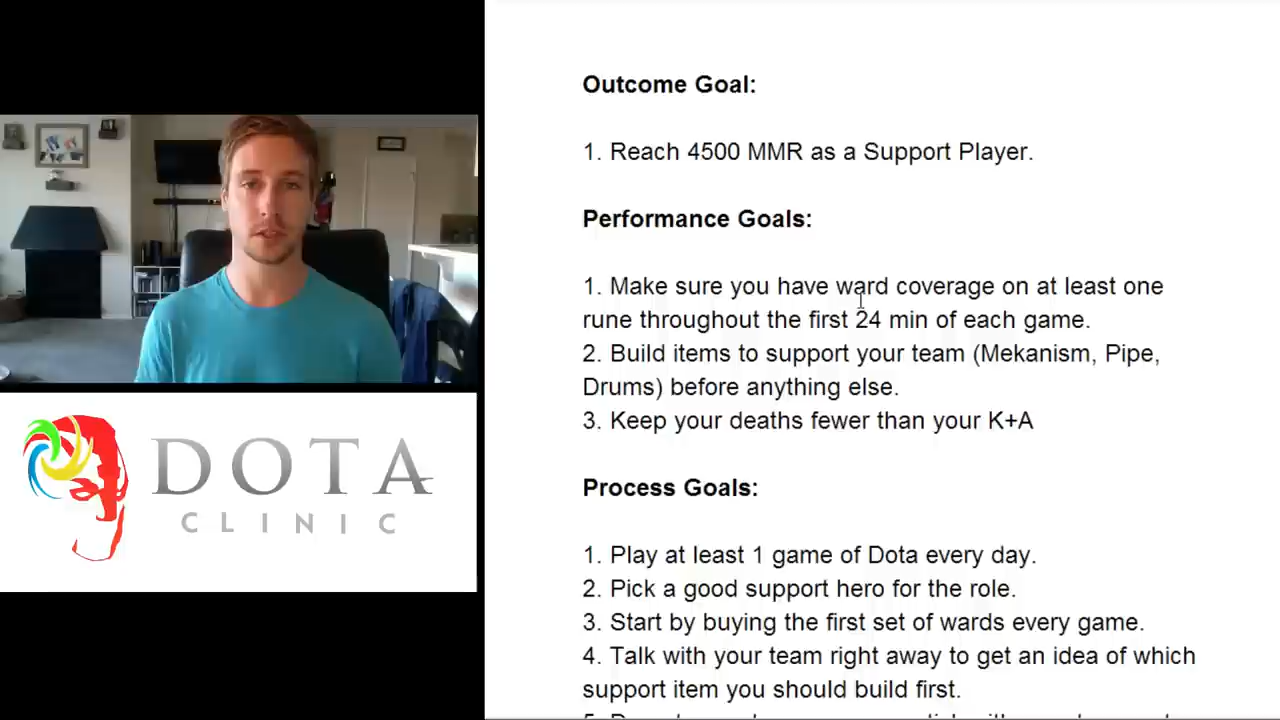 Outcome Goal:
1. Reach 4500 MMR as a Support Player.
Performance Goals:
1. Make sure you have ward coverage on at least one
rune throughout the first 24 min of each game.
2. Build items to support your team (Mekanism, Pipe,
Drums) before anything else.
3. Keep your deaths fewer than your K+A
Process Goals:
1. Play at least 1 game of Dota every day.
2. Pick a good support hero for the role.
3. Start by buying the first set of wards every game.
4. Talk with your team right away to get an idea of which
support item you should build first.
DOTA
CLINIC